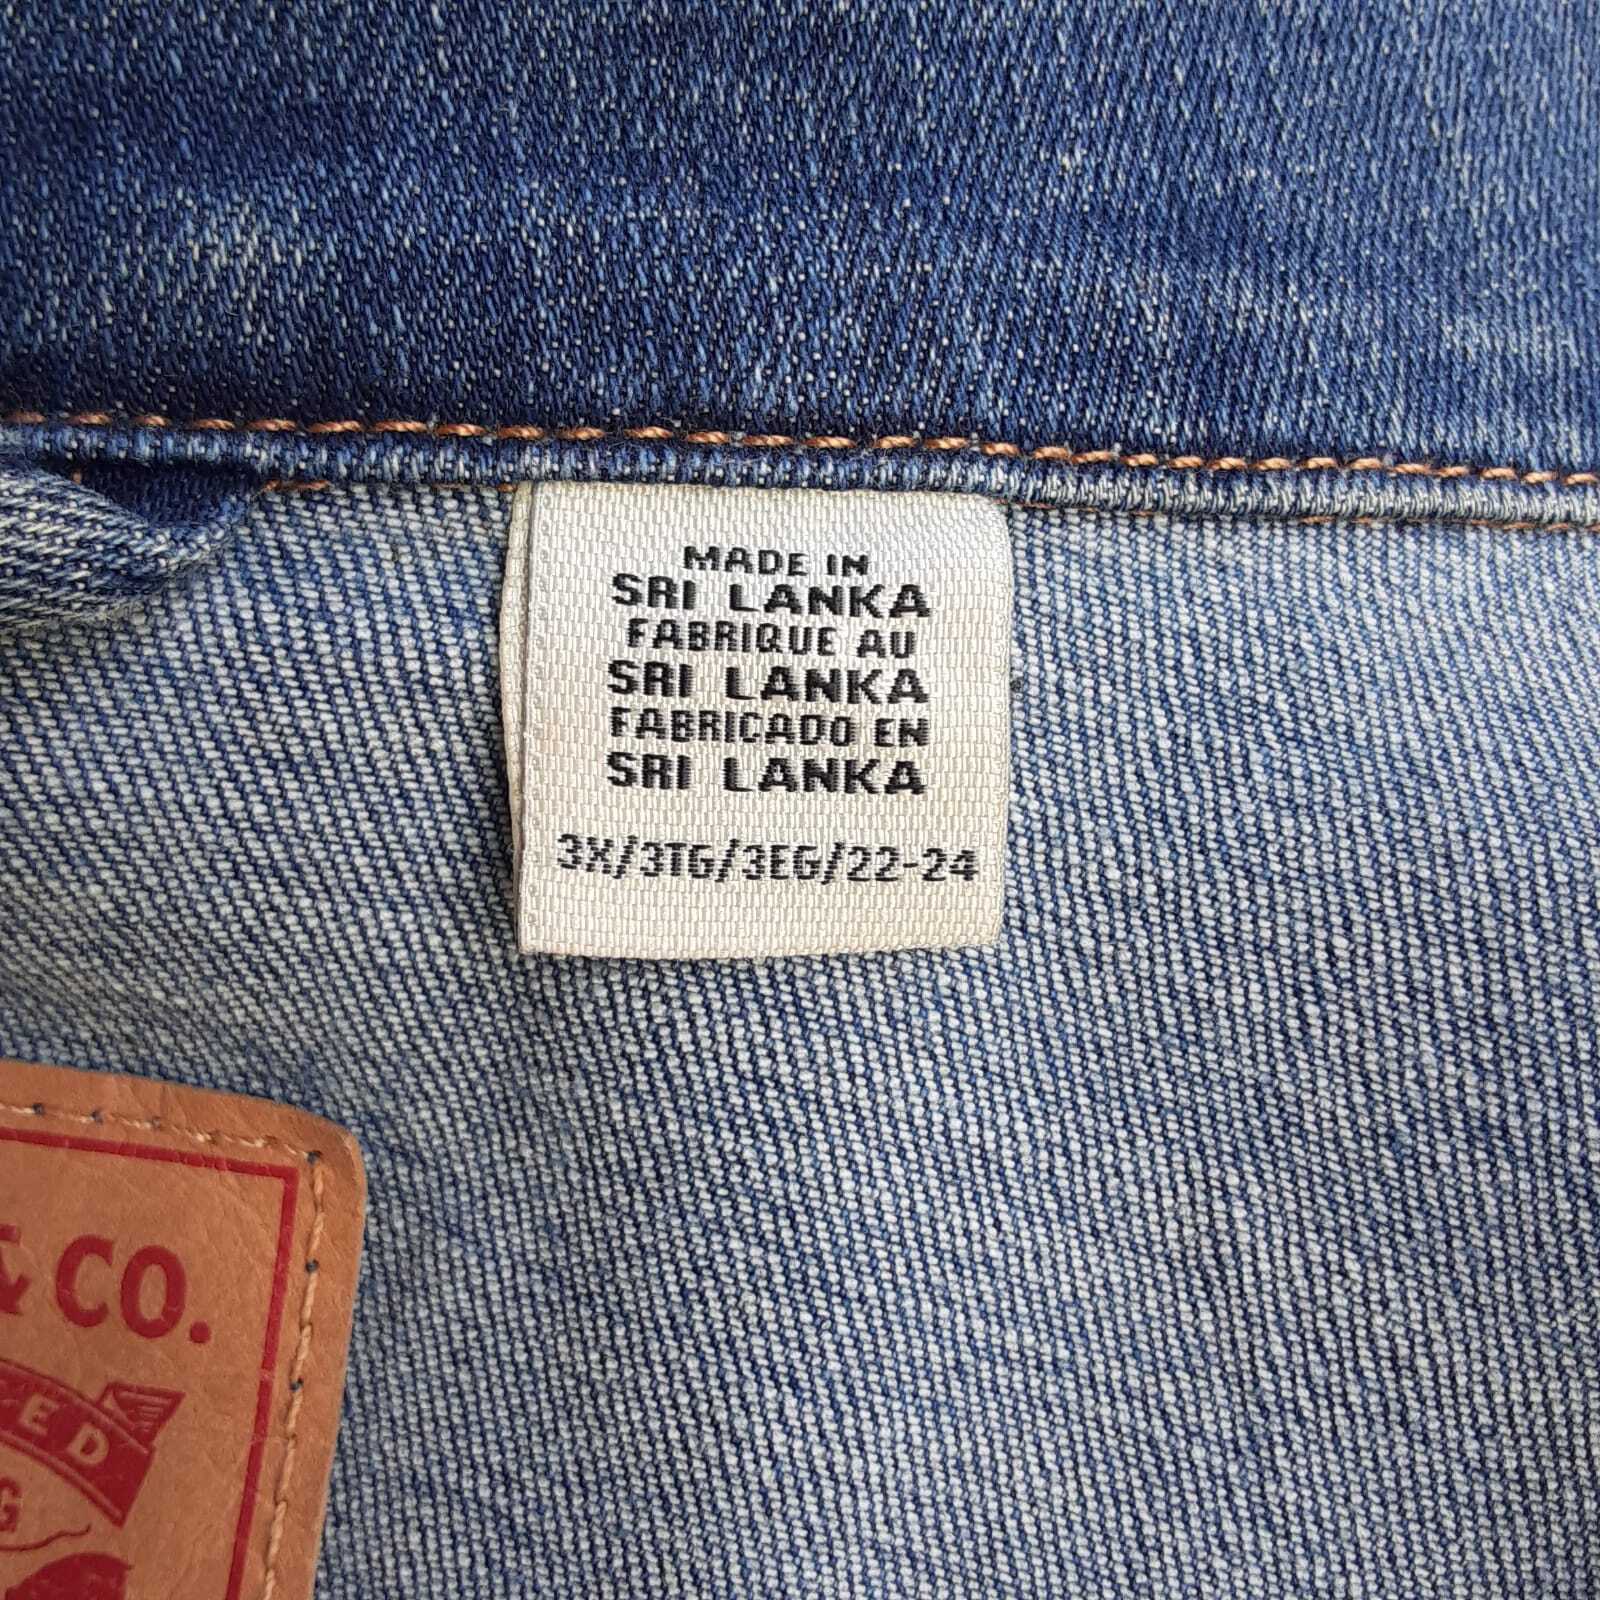 MADE IN
SRI LANKA
FABRIQUE AU
SRI LANKA
FABRICADO EN
SRI LANKA
3X/3TG/3EG/22-24
& CO.